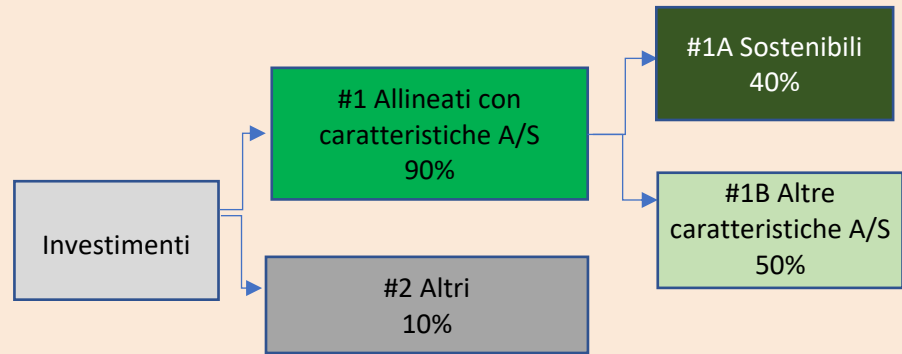 Investimenti
#1 Allineati con
caratteristiche A/S
90%
#2 Altri
10%
#1A Sostenibili
40%
#1B Altre
caratteristiche A/S
50%